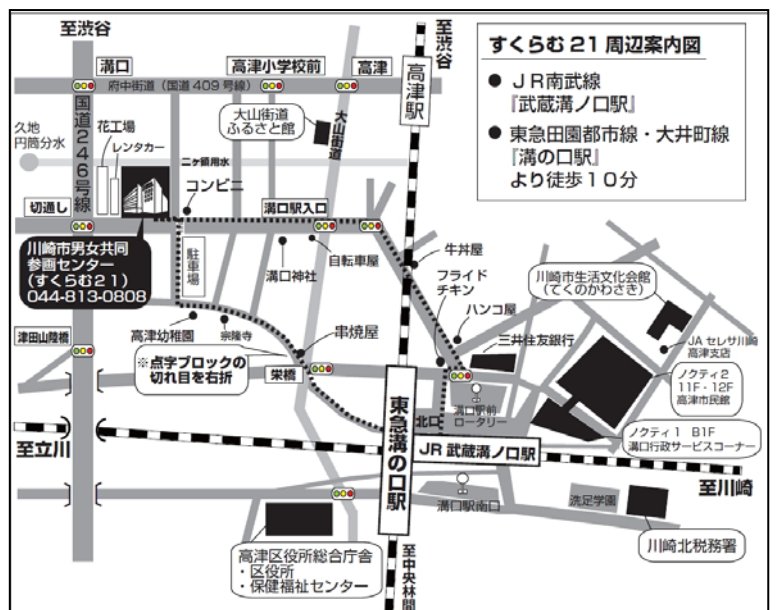 至渋谷
溝口
高津小学校前
高津
至渋谷
府中街道(国道409号線)
国道246号線
高津駅
すくらむ21周辺案内図
● JR南武線
『武蔵溝ノ口駅』
● 東急田園都市線・大井町線
『溝の口駅』
より徒歩10分
久地
円筒分水
花工場
レンタカー
大山街道
ふるさと館
大山街道
二ヶ領用水
コンビニ
切通し
溝口駅入口
川崎市男女共同
参画センター
(すくらむ21)
044-813-0808
駐車場
溝口神社
自転車屋
牛丼屋
フライド
チキン
ハンコ屋
川崎市生活文化会館
(てくのかわさき)
三井住友銀行
JAセレサ川崎
高津支店
津田山陸橋
高津幼稚園
宗隆寺
串焼屋
※点字ブロックの
切れ目を右折
栄橋
ノクティ2
11F・12F
高津市民館
溝口駅前
ロータリー
北口
ノクティ1 B1F
溝口行政サービスコーナー
至立川
東急溝の口駅
JR武蔵溝ノ口駅
至川崎
溝口駅南口
洗足学園
川崎北税務署
高津区役所総合庁舎
・区役所
・保健福祉センター
至中央林間